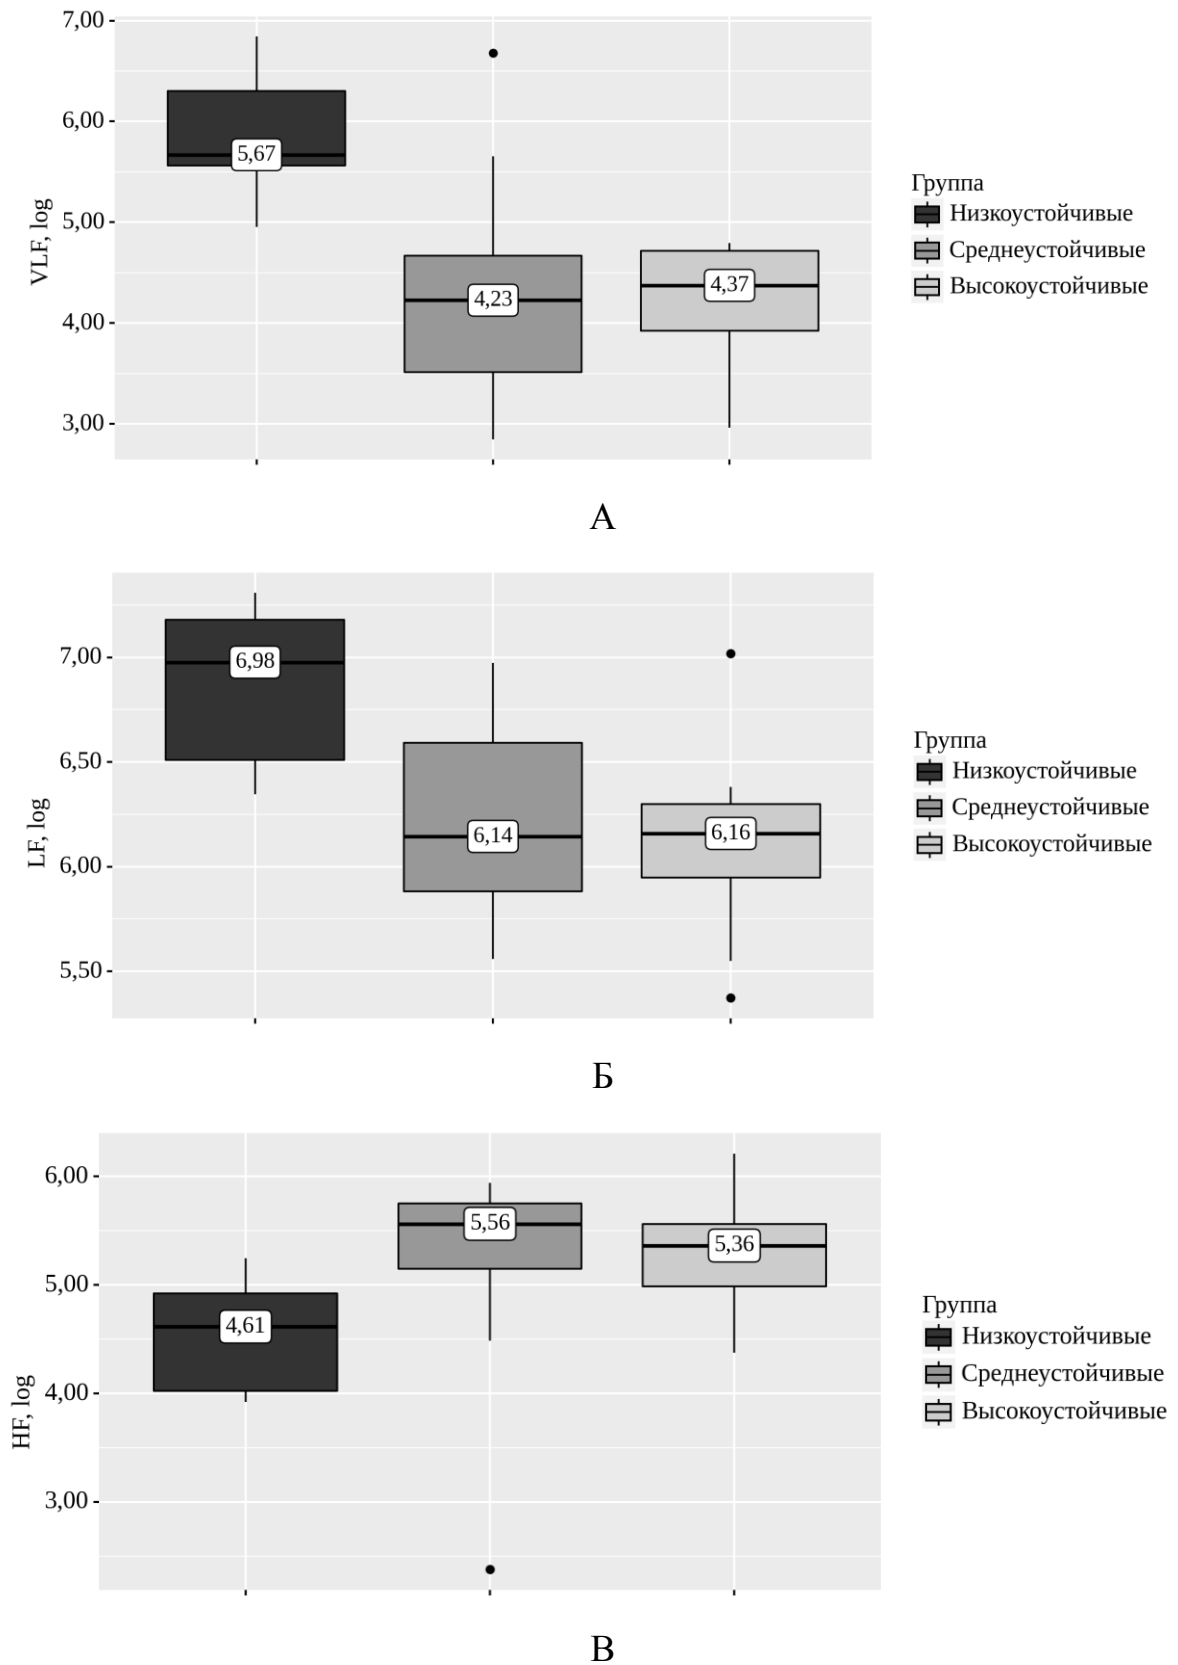 7,00
6,00
5,00
4,00
3,00
VLF, log
5,67
4,23
4,37
Группа
Низкоустойчивые
Среднеустойчивые
Высокоустойчивые
А
7,00
6,50
6,00
5,50
LF, log
6,98
6,14
6,16
Группа
Низкоустойчивые
Среднеустойчивые
Высокоустойчивые
Б
6,00
5,00
4,00
3,00
HF, log
4,61
5,56
5,36
Группа
Низкоустойчивые
Среднеустойчивые
Высокоустойчивые
В